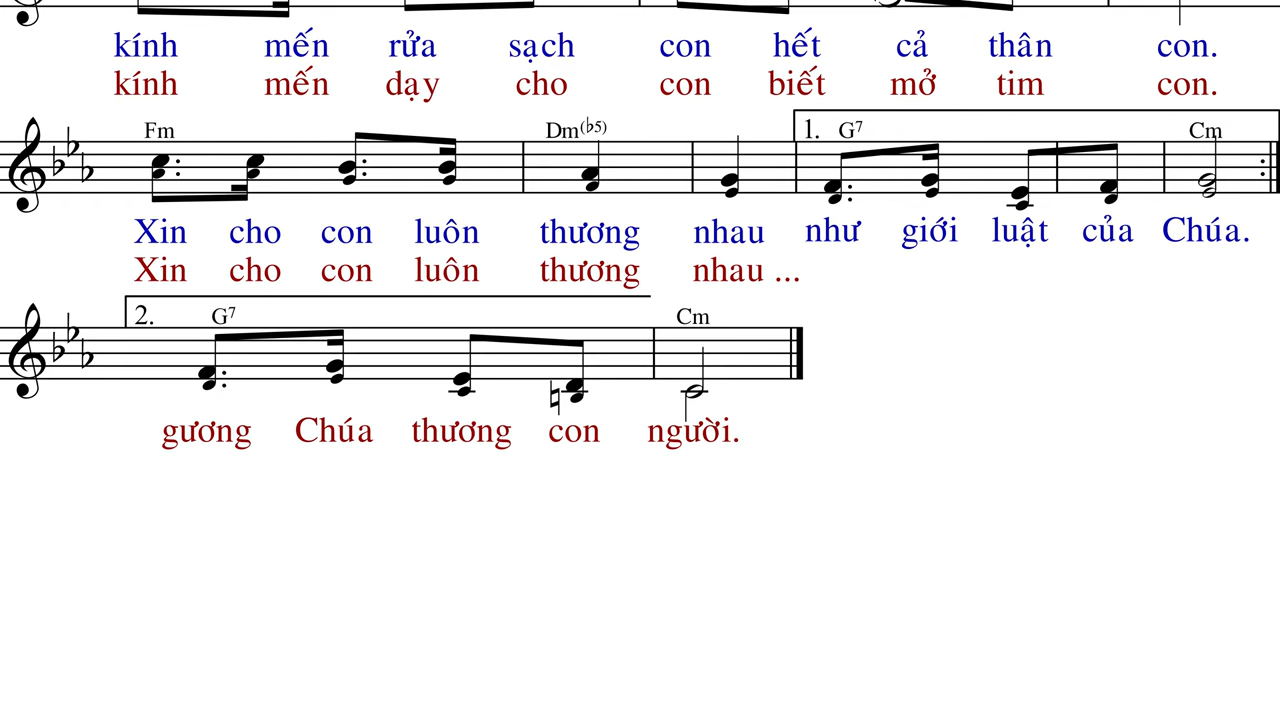 kính mến rửa sạch con hết cả thân con.
kính mến dạy cho con biết mở tim con.
Fm Dm(♭5) 1. G7 Cm
Xin cho con luôn thương nhau như giới luật của Chúa.
Xin cho con luôn thương nhau ...
2. G7 Cm
gương Chúa thương con người.